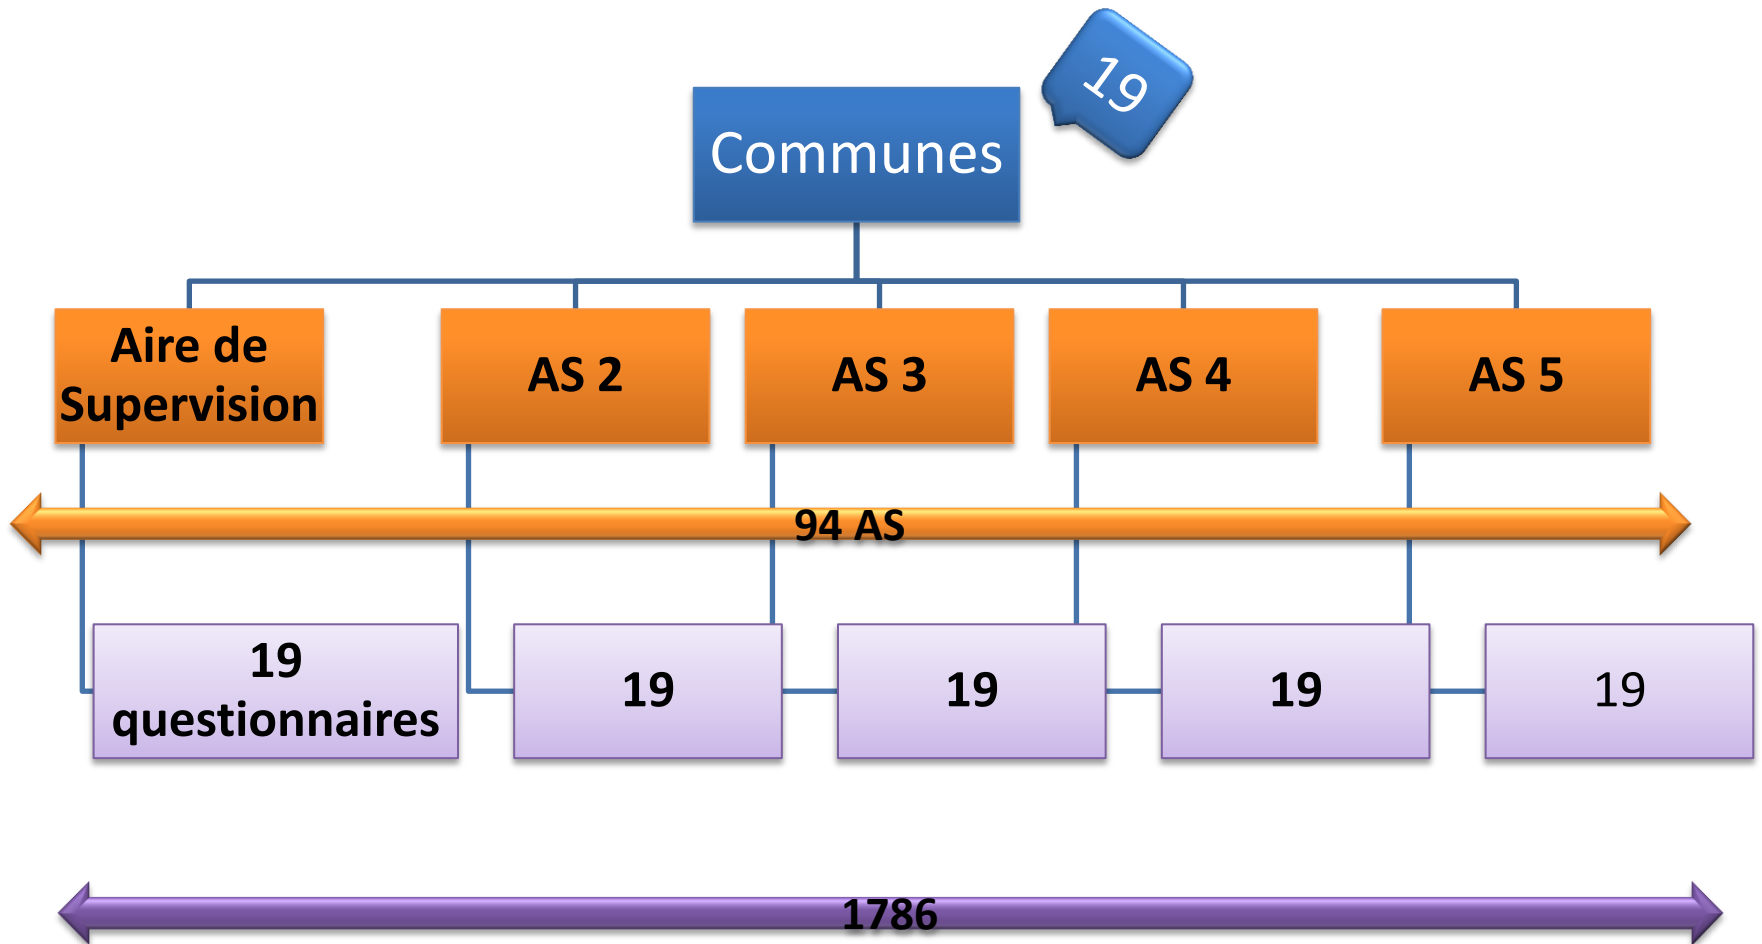 19
Communes
Aire de
Supervision
AS 2
AS 3
AS 4
AS 5
94 AS
19
questionnaires
19
19
19
19
1786